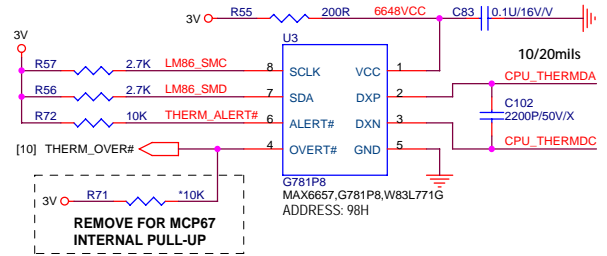 3V R55 200R 6648VCC C83 0.1U/16V/V
3V U3 10/20mils
R57 2.7K LM86_SMC 8 SCLK VCC 1
CPU_THERMDA
R56 2.7K LM86_SMD 7 SDA DXP 2
C102
2200P/50V/X
R72 10K THERM_ALERT# 6 ALERT# DXN 3
CPU_THERMDC
[10] THERM_OVER# 4 OVERT# GND 5
G781P8
MAX6657,G781P8,W83L771G
ADDRESS: 98H
3V R71 *10K
REMOVE FOR MCP67
INTERNAL PULL-UP